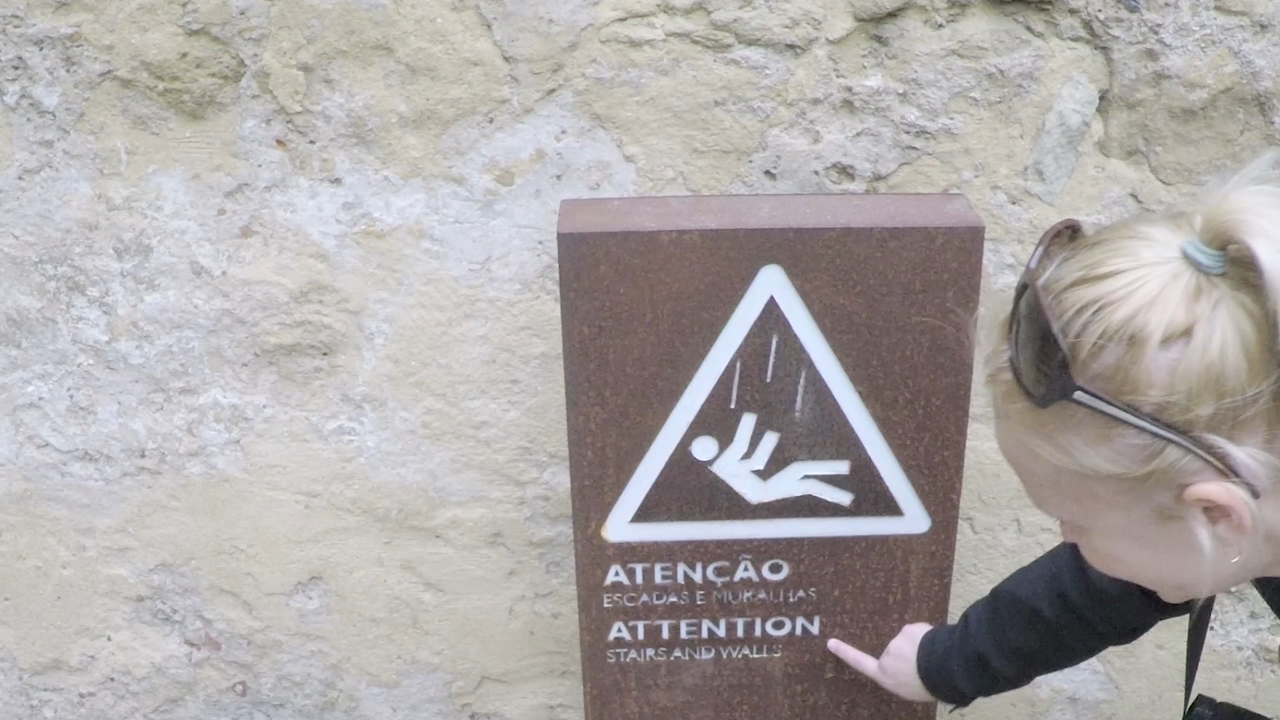 ATENÇÃO
ESCADAS E MURALHAS
ATTENTION
STAIRS AND WALLS